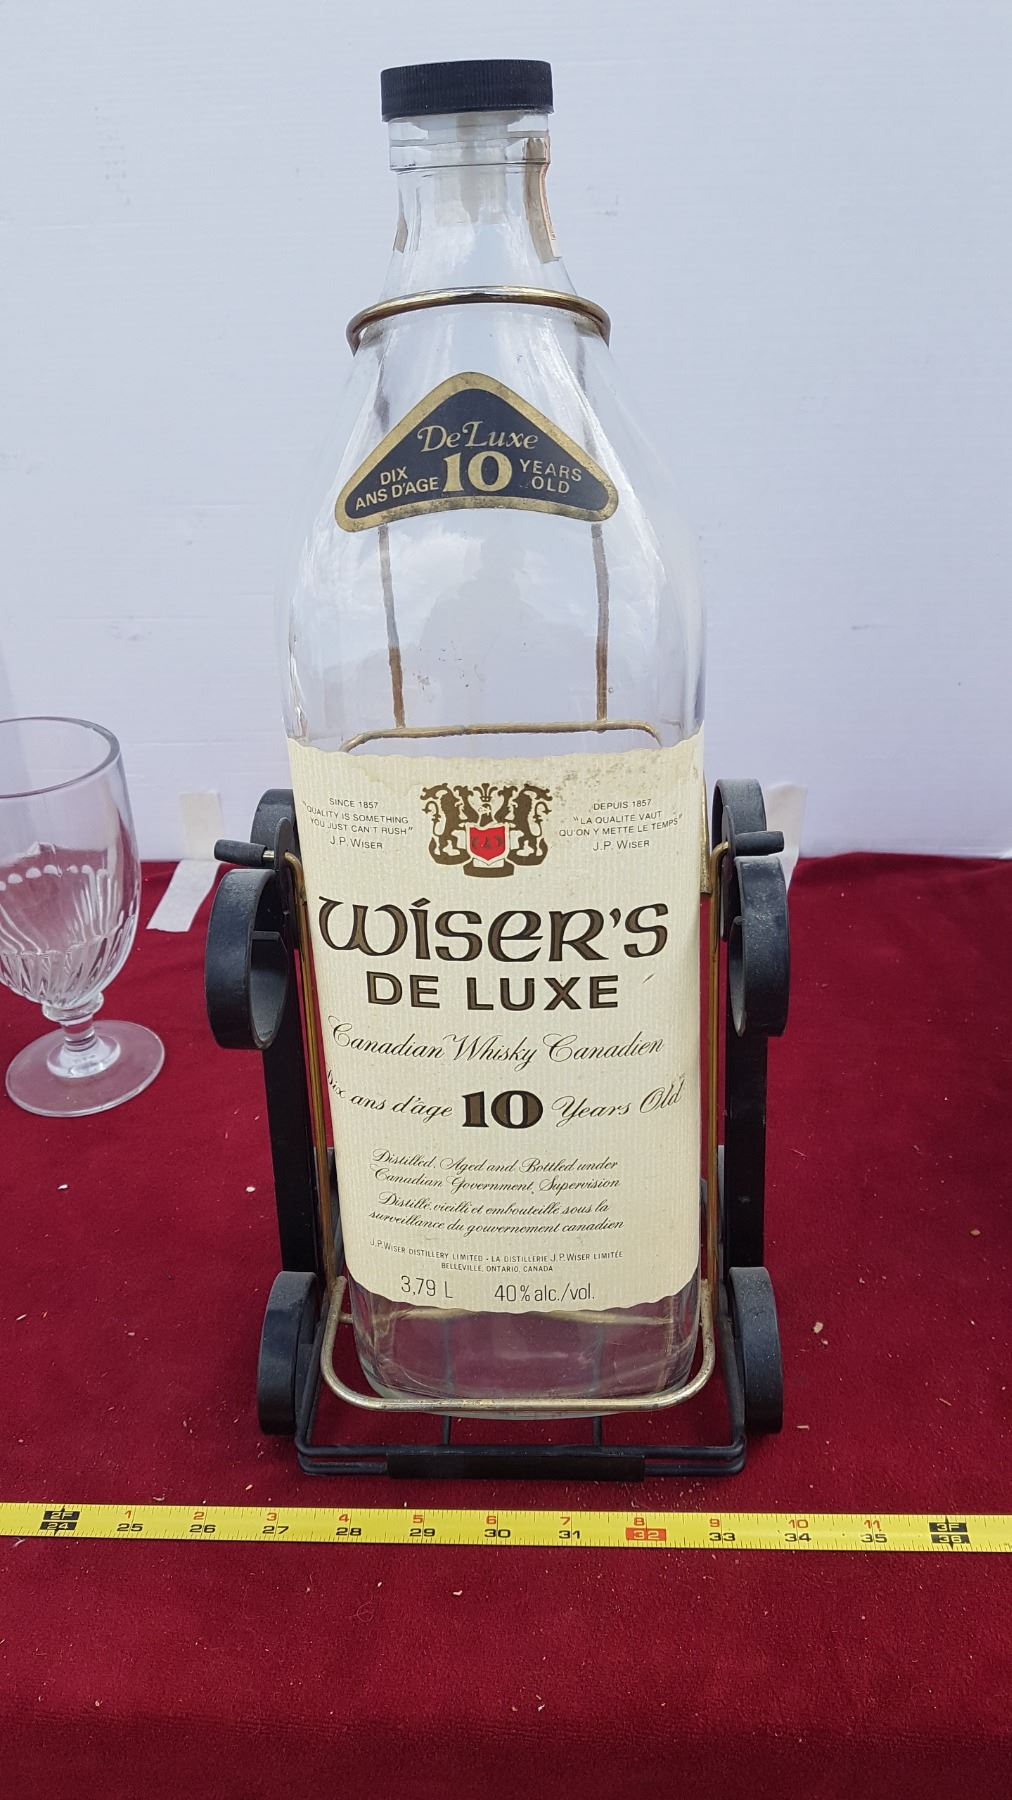 DeLuxe
DIX ANS D'AGE 10 YEARS OLD
SINCE 1857
"QUALITY IS SOMETHING
YOU JUST CAN'T RUSH"
J.P. WISER
DEPUIS 1857
"LA QUALITE VAUT
QU'ON Y METTE LE TEMPS"
J.P. WISER
WISER'S
DE LUXE
Canadian Whisky Canadien
Dix ans d'âge 10 Years Old
Distilled, Aged and Bottled under
Canadian Government Supervision
Distillé, vieilli et embouteillé sous la
surveillance du gouvernement canadien
J.P. WISER DISTILLERY LIMITED - LA DISTILLERIE J.P. WISER LIMITÉE
BELLEVILLE, ONTARIO, CANADA
3,79 L 40% alc./vol.
2F 1 2 3 4 5 6 7 8 9 10 11 3F
24 25 26 27 28 29 30 31 32 33 34 35 36